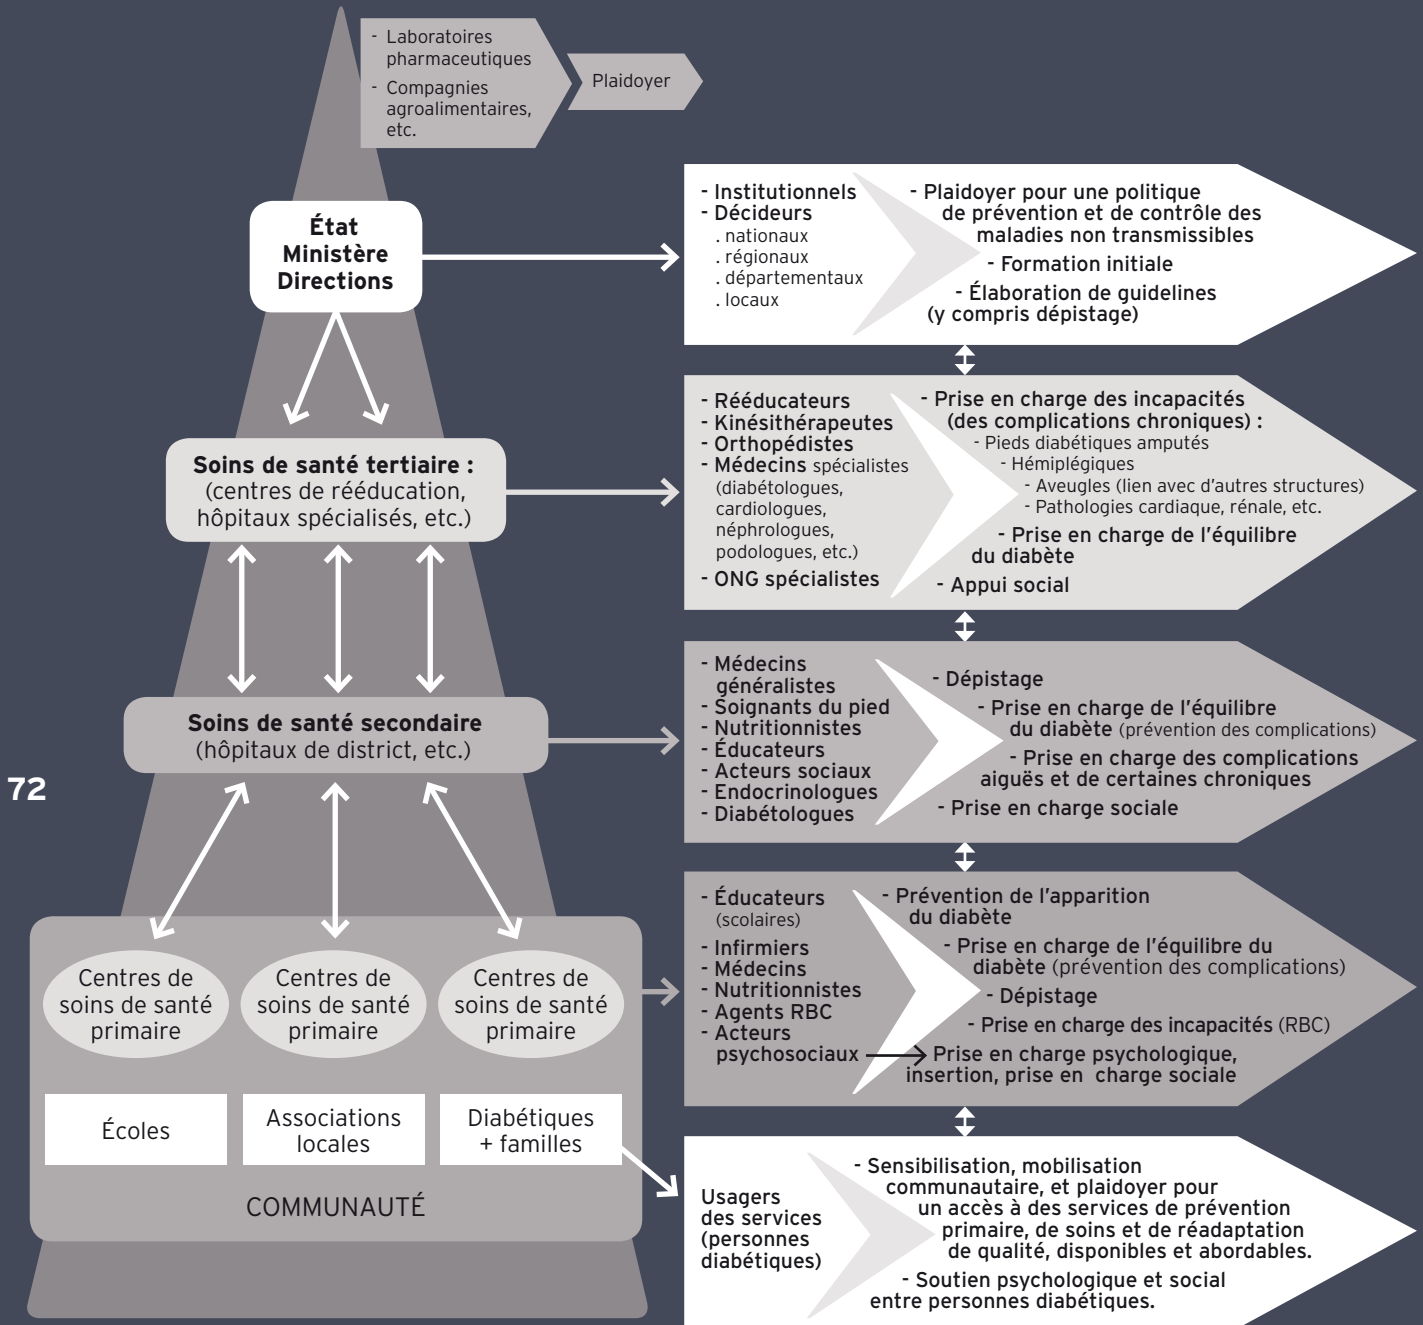 - Laboratoires
pharmaceutiques
- Compagnies
agroalimentaires,
etc.
Plaidoyer
État
Ministère
Directions
- Institutionnels
- Décideurs
. nationaux
. régionaux
. départementaux
. locaux
- Plaidoyer pour une politique
de prévention et de contrôle des
maladies non transmissibles
- Formation initiale
- Élaboration de guidelines
(y compris dépistage)
Soins de santé tertiaire :
(centres de rééducation,
hôpitaux spécialisés, etc.)
- Rééducateurs
- Kinésithérapeutes
- Orthopédistes
- Médecins spécialistes
(diabétologues,
cardiologues,
néphrologues,
podologues, etc.)
- ONG spécialistes
- Prise en charge des incapacités
(des complications chroniques) :
- Pieds diabétiques amputés
- Hémiplégiques
- Aveugles (lien avec d'autres structures)
- Pathologies cardiaque, rénale, etc.
- Prise en charge de l'équilibre
du diabète
- Appui social
Soins de santé secondaire
(hôpitaux de district, etc.)
- Médecins
généralistes
- Soignants du pied
- Nutritionnistes
- Éducateurs
- Acteurs sociaux
- Endocrinologues
- Diabétologues
- Dépistage
- Prise en charge de l'équilibre
du diabète (prévention des complications)
- Prise en charge des complications
aiguës et de certaines chroniques
- Prise en charge sociale
72
Centres de
soins de santé
primaire
Centres de
soins de santé
primaire
Centres de
soins de santé
primaire
Écoles
Associations
locales
Diabétiques
+ familles
COMMUNAUTÉ
- Éducateurs
(scolaires)
- Infirmiers
- Médecins
- Nutritionnistes
- Agents RBC
- Acteurs
psychosociaux
- Prévention de l'apparition
du diabète
- Prise en charge de l'équilibre du
diabète (prévention des complications)
- Dépistage
- Prise en charge des incapacités (RBC)
Prise en charge psychologique,
insertion, prise en charge sociale
Usagers
des services
(personnes
diabétiques)
- Sensibilisation, mobilisation
communautaire, et plaidoyer pour
un accès à des services de prévention
primaire, de soins et de réadaptation
de qualité, disponibles et abordables.
- Soutien psychologique et social
entre personnes diabétiques.